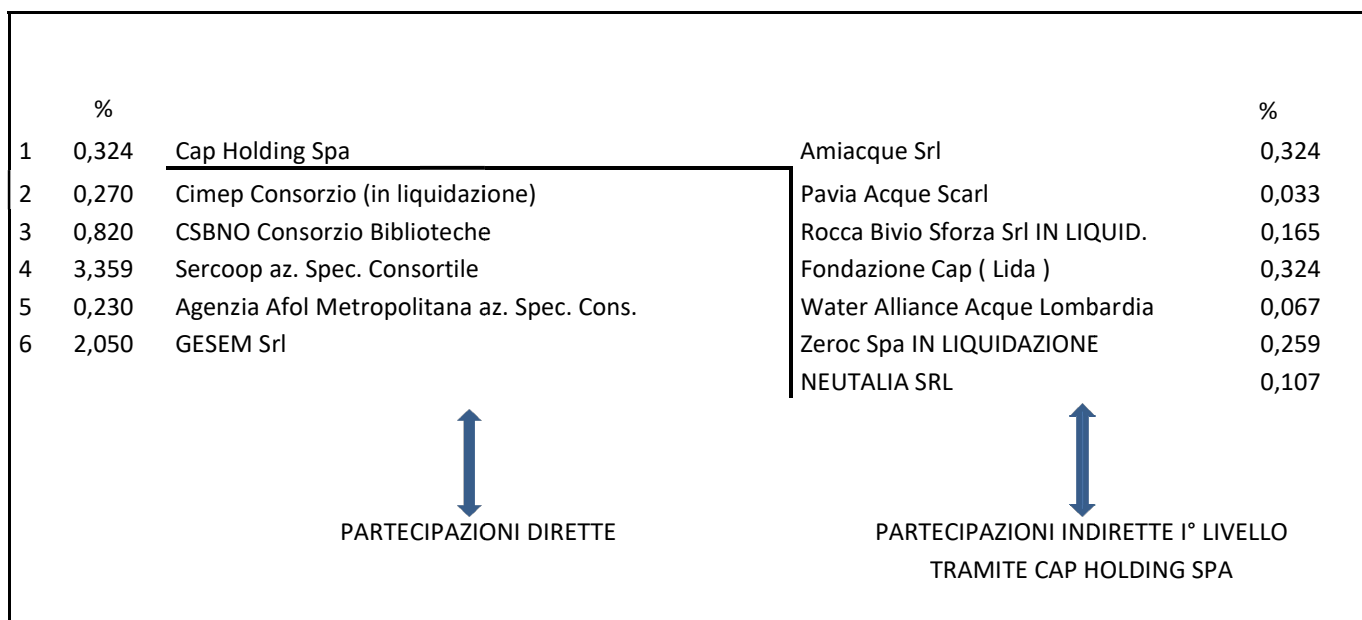 % %
1 0,324 Cap Holding Spa Amiacque Srl 0,324
2 0,270 Cimep Consorzio (in liquidazione) Pavia Acque Scarl 0,033
3 0,820 CSBNO Consorzio Biblioteche Rocca Bivio Sforza Srl IN LIQUID. 0,165
4 3,359 Sercoop az. Spec. Consortile Fondazione Cap ( Lida ) 0,324
5 0,230 Agenzia Afol Metropolitana az. Spec. Cons. Water Alliance Acque Lombardia 0,067
6 2,050 GESEM Srl Zeroc Spa IN LIQUIDAZIONE 0,259
NEUTALIA SRL 0,107
PARTECIPAZIONI DIRETTE PARTECIPAZIONI INDIRETTE I° LIVELLO
TRAMITE CAP HOLDING SPA